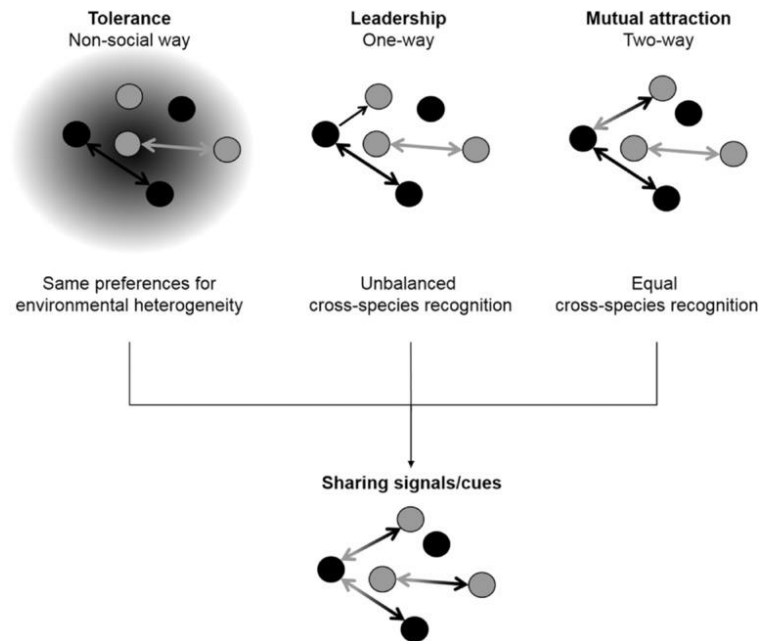 Tolerance
Non-social way
Leadership
One-way
Mutual attraction
Two-way
Same preferences for
environmental heterogeneity
Unbalanced
cross-species recognition
Equal
cross-species recognition
Sharing signals/cues